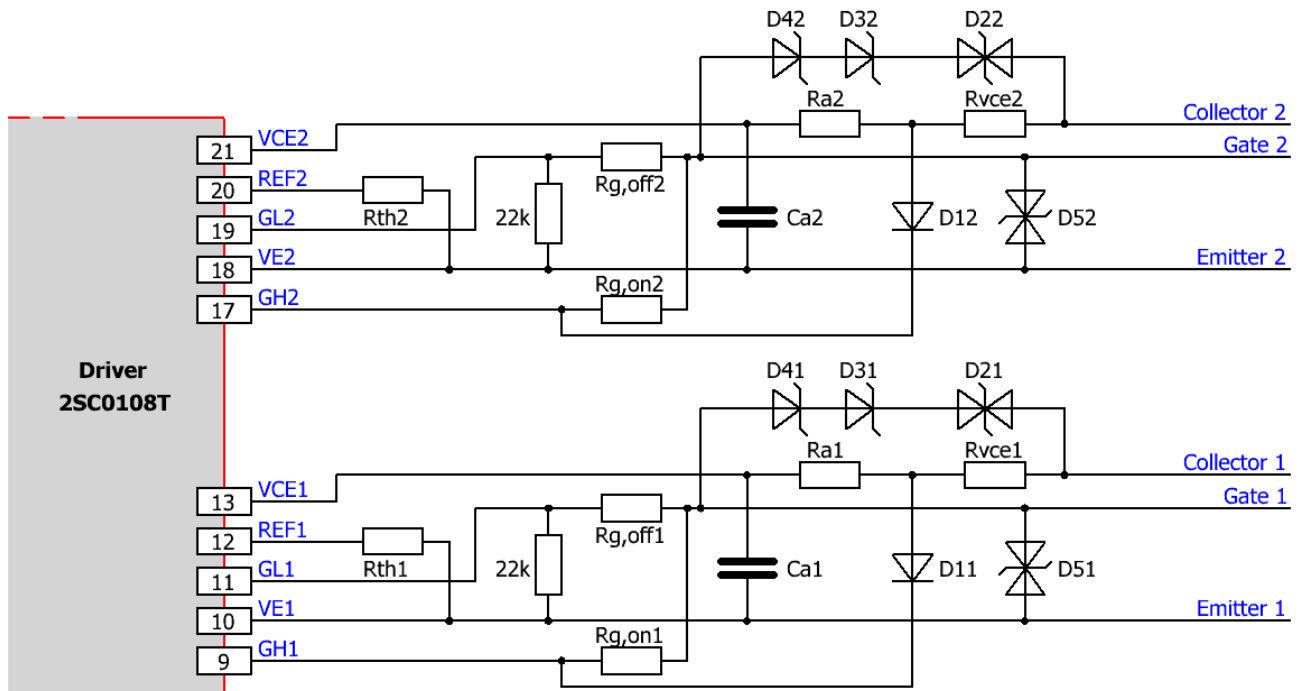 D42 D32 D22
Ra2 Rvce2 Collector 2
21 VCE2 Gate 2
20 REF2
Rth2 22k Rg,off2 Ca2 D12 D52
19 GL2
18 VE2 Emitter 2
17 GH2 Rg,on2
Driver
2SC0108T
D41 D31 D21
Ra1 Rvce1 Collector 1
13 VCE1 Gate 1
12 REF1
Rth1 22k Rg,off1 Ca1 D11 D51
11 GL1
10 VE1 Emitter 1
9 GH1 Rg,on1